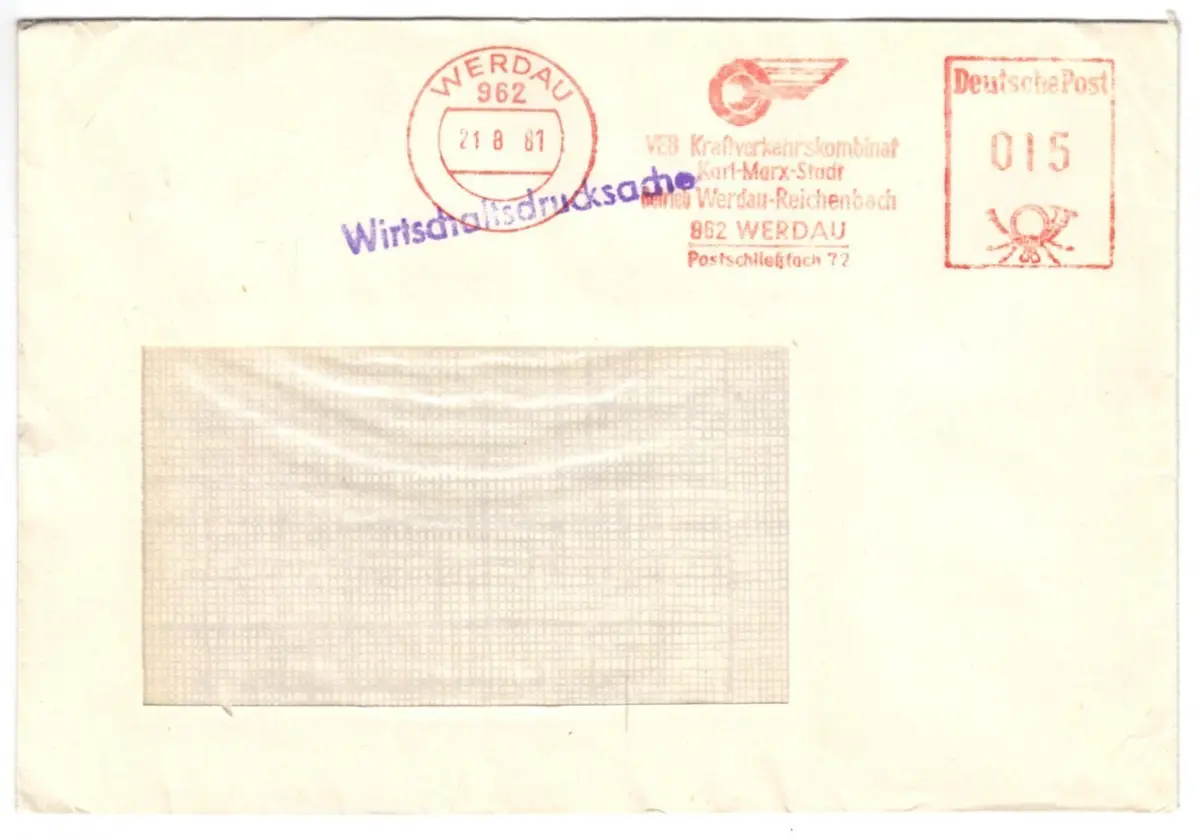 WERDAU
962
21 8 81
Wirtschaftsdrucksache
VEB Kraftverkehrskombinat
Karl-Marx-Stadt
Betrieb Werdau-Reichenbach
962 WERDAU
Postschließfach 72
Deutsche Post
015